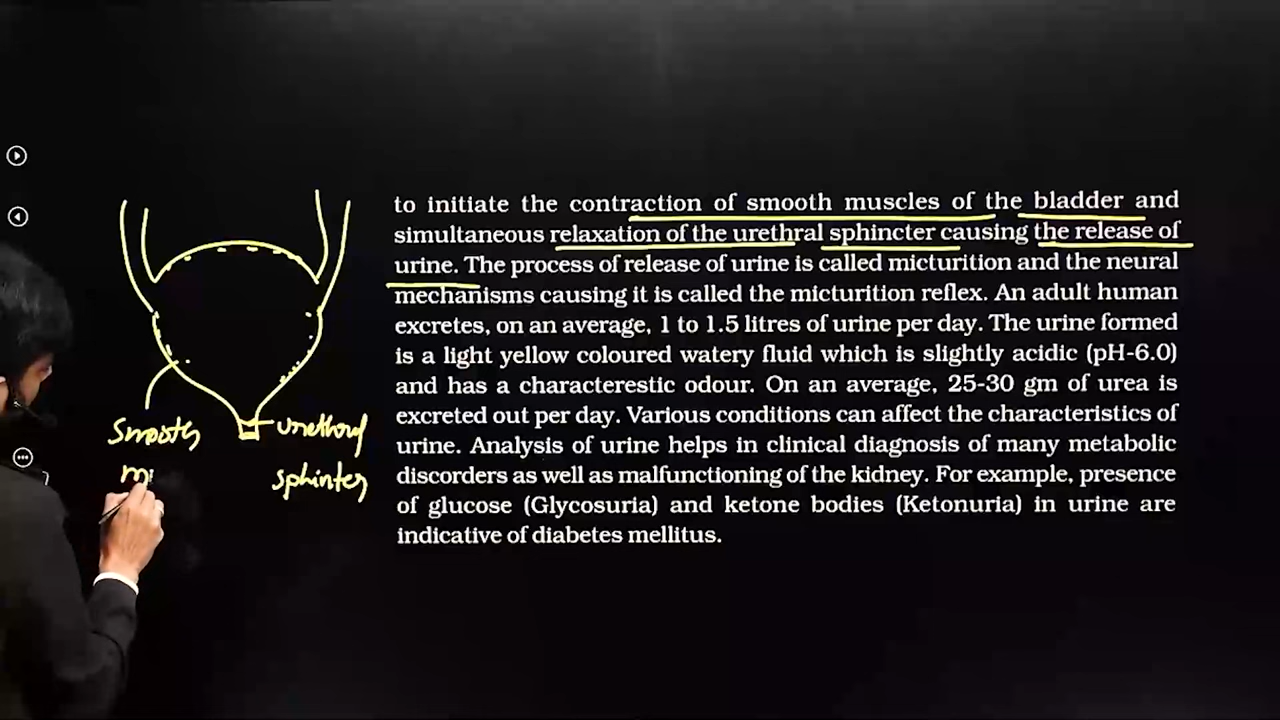 to initiate the contraction of smooth muscles of the bladder and
simultaneous relaxation of the urethral sphincter causing the release of
urine. The process of release of urine is called micturition and the neural
mechanisms causing it is called the micturition reflex. An adult human
excretes, on an average, 1 to 1.5 litres of urine per day. The urine formed
is a light yellow coloured watery fluid which is slightly acidic (pH-6.0)
and has a characterestic odour. On an average, 25-30 gm of urea is
excreted out per day. Various conditions can affect the characteristics of
urine. Analysis of urine helps in clinical diagnosis of many metabolic
disorders as well as malfunctioning of the kidney. For example, presence
of glucose (Glycosuria) and ketone bodies (Ketonuria) in urine are
indicative of diabetes mellitus.
Smooth
urethral
sphinter